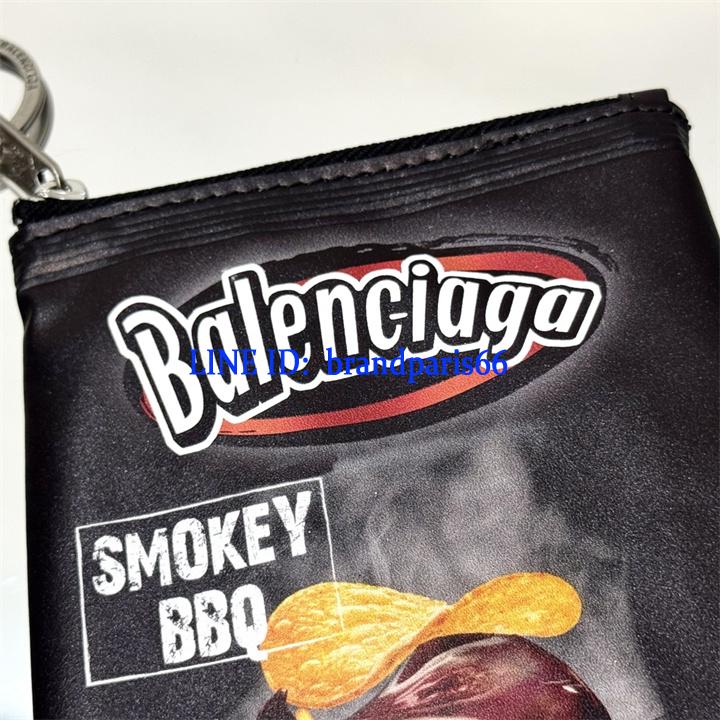 Balenciaga
LINE ID: brandparis66
SMOKEY
BBQ